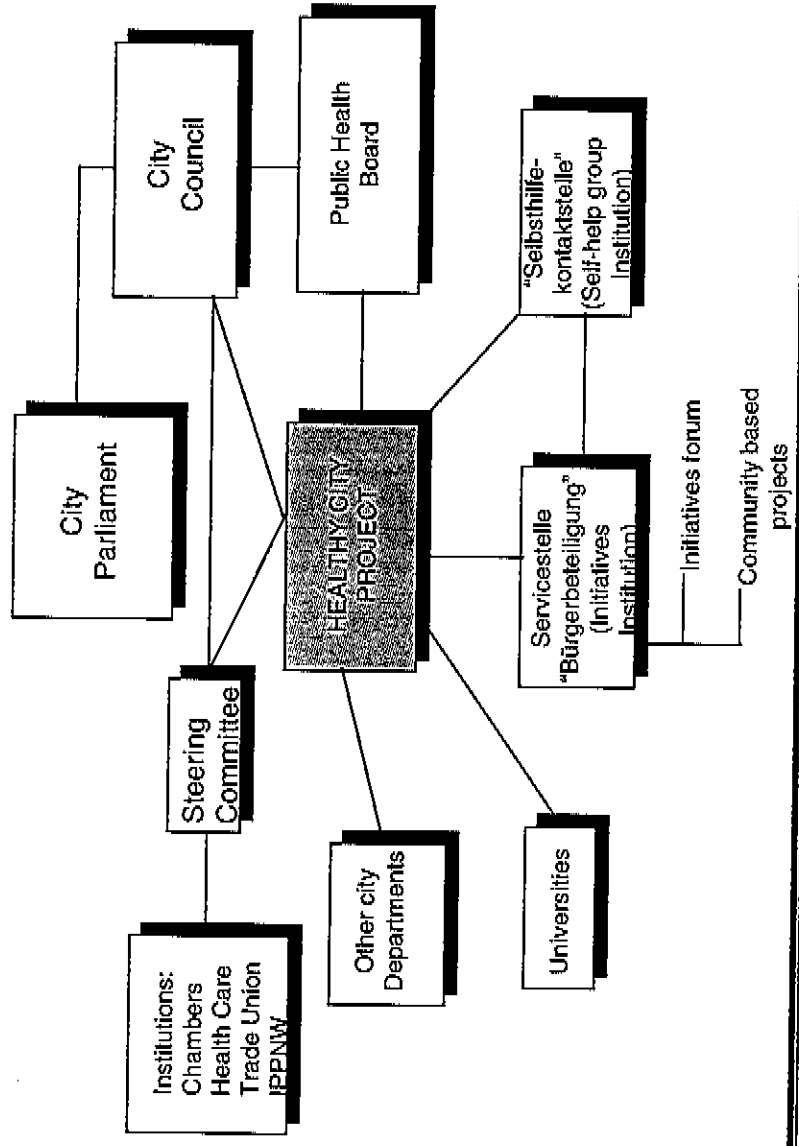 City
Parliament
Institutions:
Chambers
Health Care
Trade Union
IPPNW
Steering
Committee
City
Council
Other city
Departments
HEALTHY CITY
PROJECT
Public Health
Board
Universities
Servicestelle
"Bürgerbeteiligung"
(Initiatives
Institution)
"Selbsthilfe-
kontaktstelle"
(Self-help group
Institution)
Initiatives forum
Community based
projects